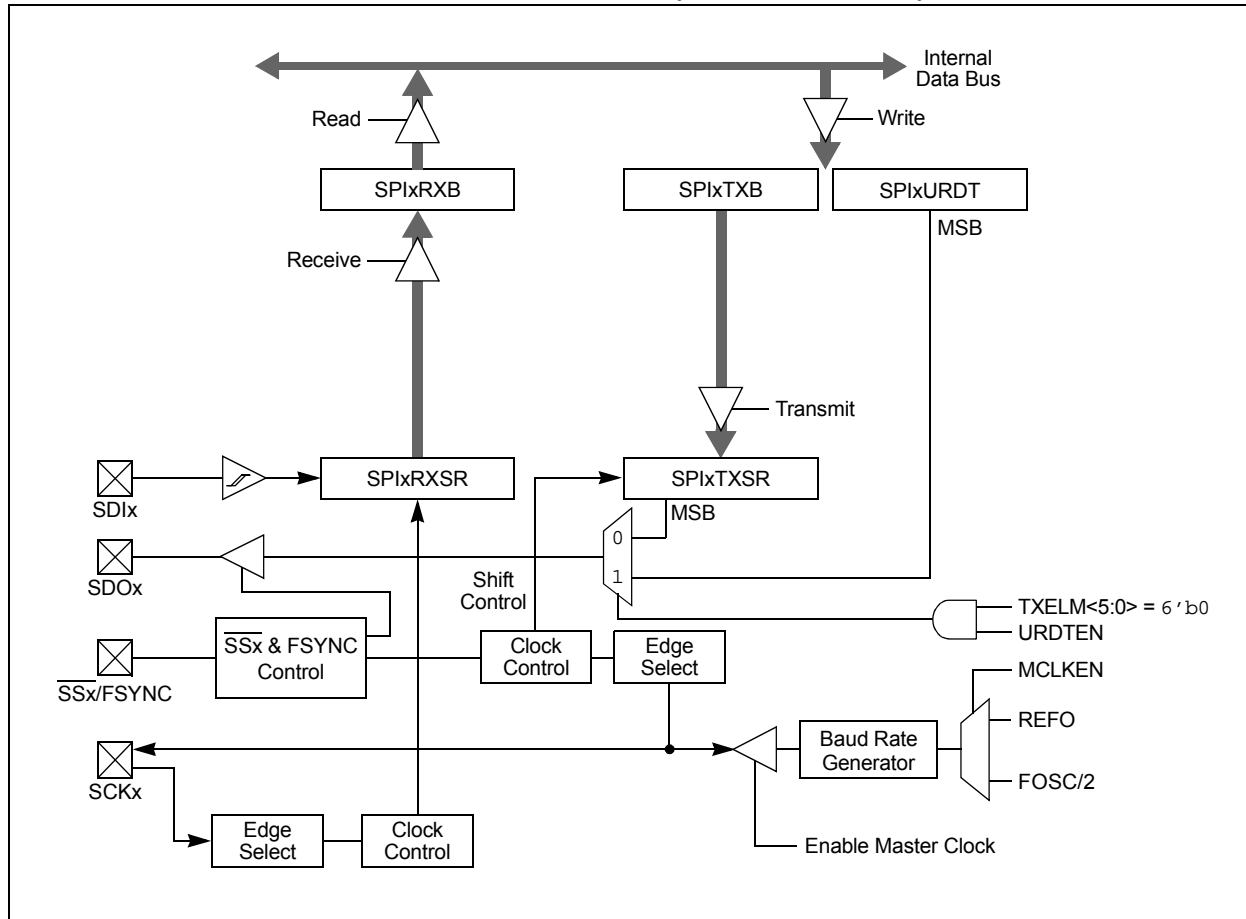 Internal
Data Bus
Read
Write
SPIxRXB
SPIxTXB
SPIxURDT
MSB
Receive
Transmit
SPIxRXSR
SPIxTXSR
SDIx
MSB
0
SDOx
1
Shift
Control
TXELM<5:0> = 6'b0
URDTEN
SSx & FSYNC
Control
Clock
Control
Edge
Select
SSx/FSYNC
MCLKEN
REFO
Baud Rate
Generator
SCKx
FOSC/2
Edge
Select
Clock
Control
Enable Master Clock